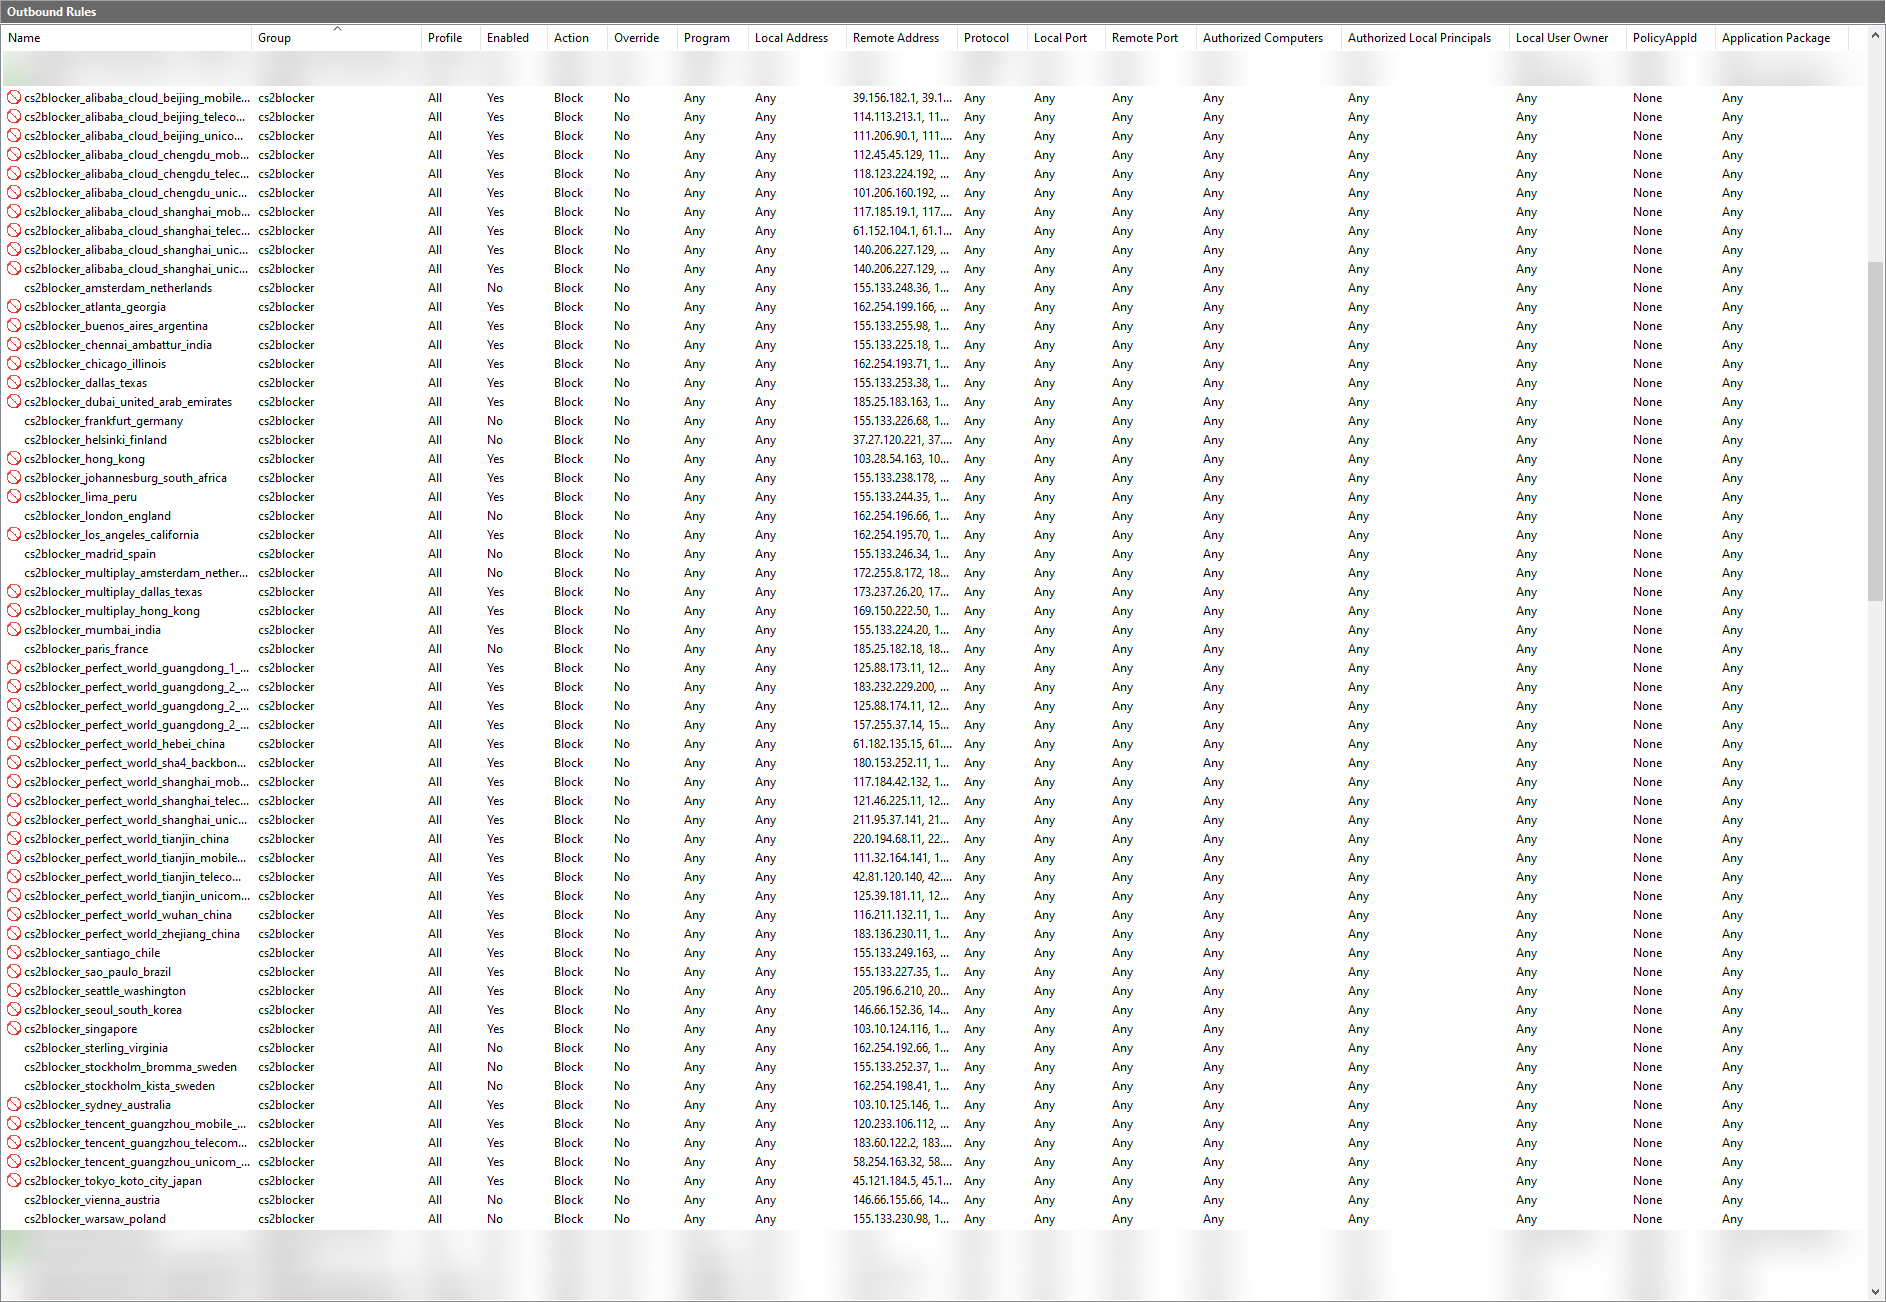 Outbound Rules
Name Group Profile Enabled Action Override Program Local Address Remote Address Protocol Local Port Remote Port Authorized Computers Authorized Local Principals Local User Owner PolicyAppId Application Package
cs2blocker_alibaba_cloud_beijing_mobile... cs2blocker All Yes Block No Any Any 39.156.182.1, 39.1... Any Any Any Any Any Any None Any
cs2blocker_alibaba_cloud_beijing_teleco... cs2blocker All Yes Block No Any Any 114.113.213.1, 11... Any Any Any Any Any Any None Any
cs2blocker_alibaba_cloud_beijing_unico... cs2blocker All Yes Block No Any Any 111.206.90.1, 111.... Any Any Any Any Any Any None Any
cs2blocker_alibaba_cloud_chengdu_mob... cs2blocker All Yes Block No Any Any 112.45.45.129, 11... Any Any Any Any Any Any None Any
cs2blocker_alibaba_cloud_chengdu_telec... cs2blocker All Yes Block No Any Any 118.123.224.192, ... Any Any Any Any Any Any None Any
cs2blocker_alibaba_cloud_chengdu_unic... cs2blocker All Yes Block No Any Any 101.206.160.192, ... Any Any Any Any Any Any None Any
cs2blocker_alibaba_cloud_shanghai_mob... cs2blocker All Yes Block No Any Any 117.185.19.1, 117.... Any Any Any Any Any Any None Any
cs2blocker_alibaba_cloud_shanghai_telec... cs2blocker All Yes Block No Any Any 61.152.104.1, 61.1... Any Any Any Any Any Any None Any
cs2blocker_alibaba_cloud_shanghai_unic... cs2blocker All Yes Block No Any Any 140.206.227.129, ... Any Any Any Any Any Any None Any
cs2blocker_alibaba_cloud_shanghai_unic... cs2blocker All Yes Block No Any Any 140.206.227.129, ... Any Any Any Any Any Any None Any
cs2blocker_amsterdam_netherlands cs2blocker All No Block No Any Any 155.133.248.36, 1... Any Any Any Any Any Any None Any
cs2blocker_atlanta_georgia cs2blocker All Yes Block No Any Any 162.254.199.166, ... Any Any Any Any Any Any None Any
cs2blocker_buenos_aires_argentina cs2blocker All Yes Block No Any Any 155.133.255.98, 1... Any Any Any Any Any Any None Any
cs2blocker_chennai_ambattur_india cs2blocker All Yes Block No Any Any 155.133.225.18, 1... Any Any Any Any Any Any None Any
cs2blocker_chicago_illinois cs2blocker All Yes Block No Any Any 162.254.193.71, 1... Any Any Any Any Any Any None Any
cs2blocker_dallas_texas cs2blocker All Yes Block No Any Any 155.133.253.38, 1... Any Any Any Any Any Any None Any
cs2blocker_dubai_united_arab_emirates cs2blocker All Yes Block No Any Any 185.25.183.163, 1... Any Any Any Any Any Any None Any
cs2blocker_frankfurt_germany cs2blocker All No Block No Any Any 155.133.226.68, 1... Any Any Any Any Any Any None Any
cs2blocker_helsinki_finland cs2blocker All No Block No Any Any 37.27.120.221, 37.... Any Any Any Any Any Any None Any
cs2blocker_hong_kong cs2blocker All Yes Block No Any Any 103.28.54.163, 10... Any Any Any Any Any Any None Any
cs2blocker_johannesburg_south_africa cs2blocker All Yes Block No Any Any 155.133.238.178, ... Any Any Any Any Any Any None Any
cs2blocker_lima_peru cs2blocker All Yes Block No Any Any 155.133.244.35, 1... Any Any Any Any Any Any None Any
cs2blocker_london_england cs2blocker All No Block No Any Any 162.254.196.66, 1... Any Any Any Any Any Any None Any
cs2blocker_los_angeles_california cs2blocker All Yes Block No Any Any 162.254.195.70, 1... Any Any Any Any Any Any None Any
cs2blocker_madrid_spain cs2blocker All No Block No Any Any 155.133.246.34, 1... Any Any Any Any Any Any None Any
cs2blocker_multiplay_amsterdam_nether... cs2blocker All No Block No Any Any 172.255.8.172, 18... Any Any Any Any Any Any None Any
cs2blocker_multiplay_dallas_texas cs2blocker All Yes Block No Any Any 173.237.26.20, 17... Any Any Any Any Any Any None Any
cs2blocker_multiplay_hong_kong cs2blocker All Yes Block No Any Any 169.150.222.50, 1... Any Any Any Any Any Any None Any
cs2blocker_mumbai_india cs2blocker All Yes Block No Any Any 155.133.224.20, 1... Any Any Any Any Any Any None Any
cs2blocker_paris_france cs2blocker All No Block No Any Any 185.25.182.18, 18... Any Any Any Any Any Any None Any
cs2blocker_perfect_world_guangdong_1_... cs2blocker All Yes Block No Any Any 125.88.173.11, 12... Any Any Any Any Any Any None Any
cs2blocker_perfect_world_guangdong_2_... cs2blocker All Yes Block No Any Any 183.232.229.200, ... Any Any Any Any Any Any None Any
cs2blocker_perfect_world_guangdong_2_... cs2blocker All Yes Block No Any Any 125.88.174.11, 12... Any Any Any Any Any Any None Any
cs2blocker_perfect_world_guangdong_2_... cs2blocker All Yes Block No Any Any 157.255.37.14, 15... Any Any Any Any Any Any None Any
cs2blocker_perfect_world_hebei_china cs2blocker All Yes Block No Any Any 61.182.135.15, 61.... Any Any Any Any Any Any None Any
cs2blocker_perfect_world_sha4_backbon... cs2blocker All Yes Block No Any Any 180.153.252.11, 1... Any Any Any Any Any Any None Any
cs2blocker_perfect_world_shanghai_mob... cs2blocker All Yes Block No Any Any 117.184.42.132, 1... Any Any Any Any Any Any None Any
cs2blocker_perfect_world_shanghai_telec... cs2blocker All Yes Block No Any Any 121.46.225.11, 12... Any Any Any Any Any Any None Any
cs2blocker_perfect_world_shanghai_unic... cs2blocker All Yes Block No Any Any 211.95.37.141, 21... Any Any Any Any Any Any None Any
cs2blocker_perfect_world_tianjin_china cs2blocker All Yes Block No Any Any 220.194.68.11, 22... Any Any Any Any Any Any None Any
cs2blocker_perfect_world_tianjin_mobile... cs2blocker All Yes Block No Any Any 111.32.164.141, 1... Any Any Any Any Any Any None Any
cs2blocker_perfect_world_tianjin_teleco... cs2blocker All Yes Block No Any Any 42.81.120.140, 42.... Any Any Any Any Any Any None Any
cs2blocker_perfect_world_tianjin_unicom... cs2blocker All Yes Block No Any Any 125.39.181.11, 12... Any Any Any Any Any Any None Any
cs2blocker_perfect_world_wuhan_china cs2blocker All Yes Block No Any Any 116.211.132.11, 1... Any Any Any Any Any Any None Any
cs2blocker_perfect_world_zhejiang_china cs2blocker All Yes Block No Any Any 183.136.230.11, 1... Any Any Any Any Any Any None Any
cs2blocker_santiago_chile cs2blocker All Yes Block No Any Any 155.133.249.163, ... Any Any Any Any Any Any None Any
cs2blocker_sao_paulo_brazil cs2blocker All Yes Block No Any Any 155.133.227.35, 1... Any Any Any Any Any Any None Any
cs2blocker_seattle_washington cs2blocker All Yes Block No Any Any 205.196.6.210, 20... Any Any Any Any Any Any None Any
cs2blocker_seoul_south_korea cs2blocker All Yes Block No Any Any 146.66.152.36, 14... Any Any Any Any Any Any None Any
cs2blocker_singapore cs2blocker All Yes Block No Any Any 103.10.124.116, 1... Any Any Any Any Any Any None Any
cs2blocker_sterling_virginia cs2blocker All No Block No Any Any 162.254.192.66, 1... Any Any Any Any Any Any None Any
cs2blocker_stockholm_bromma_sweden cs2blocker All No Block No Any Any 155.133.252.37, 1... Any Any Any Any Any Any None Any
cs2blocker_stockholm_kista_sweden cs2blocker All No Block No Any Any 162.254.198.41, 1... Any Any Any Any Any Any None Any
cs2blocker_sydney_australia cs2blocker All Yes Block No Any Any 103.10.125.146, 1... Any Any Any Any Any Any None Any
cs2blocker_tencent_guangzhou_mobile_... cs2blocker All Yes Block No Any Any 120.233.106.112, ... Any Any Any Any Any Any None Any
cs2blocker_tencent_guangzhou_telecom... cs2blocker All Yes Block No Any Any 183.60.122.2, 183.... Any Any Any Any Any Any None Any
cs2blocker_tencent_guangzhou_unicom_... cs2blocker All Yes Block No Any Any 58.254.163.32, 58.... Any Any Any Any Any Any None Any
cs2blocker_tokyo_koto_city_japan cs2blocker All Yes Block No Any Any 45.121.184.5, 45.1... Any Any Any Any Any Any None Any
cs2blocker_vienna_austria cs2blocker All No Block No Any Any 146.66.155.66, 14... Any Any Any Any Any Any None Any
cs2blocker_warsaw_poland cs2blocker All No Block No Any Any 155.133.230.98, 1... Any Any Any Any Any Any None Any